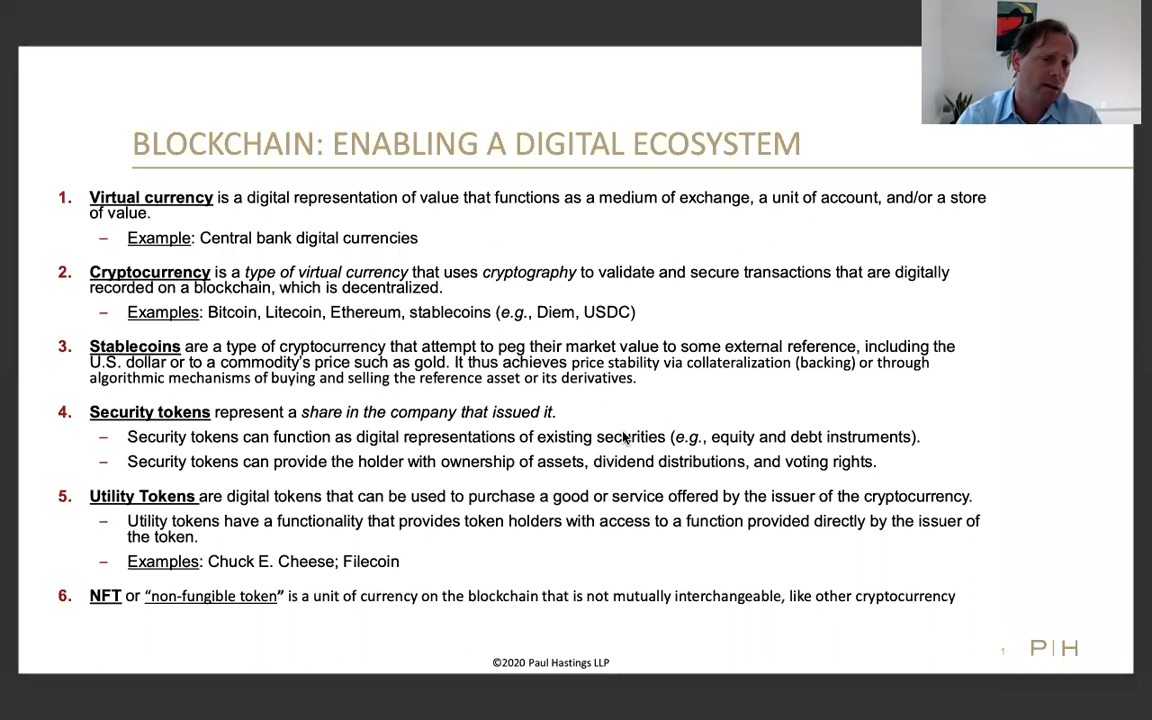 BLOCKCHAIN: ENABLING A DIGITAL ECOSYSTEM
1. Virtual currency is a digital representation of value that functions as a medium of exchange, a unit of account, and/or a store
of value.
– Example: Central bank digital currencies
2. Cryptocurrency is a type of virtual currency that uses cryptography to validate and secure transactions that are digitally
recorded on a blockchain, which is decentralized.
– Examples: Bitcoin, Litecoin, Ethereum, stablecoins (e.g., Diem, USDC)
3. Stablecoins are a type of cryptocurrency that attempt to peg their market value to some external reference, including the
U.S. dollar or to a commodity's price such as gold. It thus achieves price stability via collateralization (backing) or through
algorithmic mechanisms of buying and selling the reference asset or its derivatives.
4. Security tokens represent a share in the company that issued it.
– Security tokens can function as digital representations of existing securities (e.g., equity and debt instruments).
– Security tokens can provide the holder with ownership of assets, dividend distributions, and voting rights.
5. Utility Tokens are digital tokens that can be used to purchase a good or service offered by the issuer of the cryptocurrency.
– Utility tokens have a functionality that provides token holders with access to a function provided directly by the issuer of
the token.
– Examples: Chuck E. Cheese; Filecoin
6. NFT or “non-fungible token” is a unit of currency on the blockchain that is not mutually interchangeable, like other cryptocurrency
1
P|H
©2020 Paul Hastings LLP